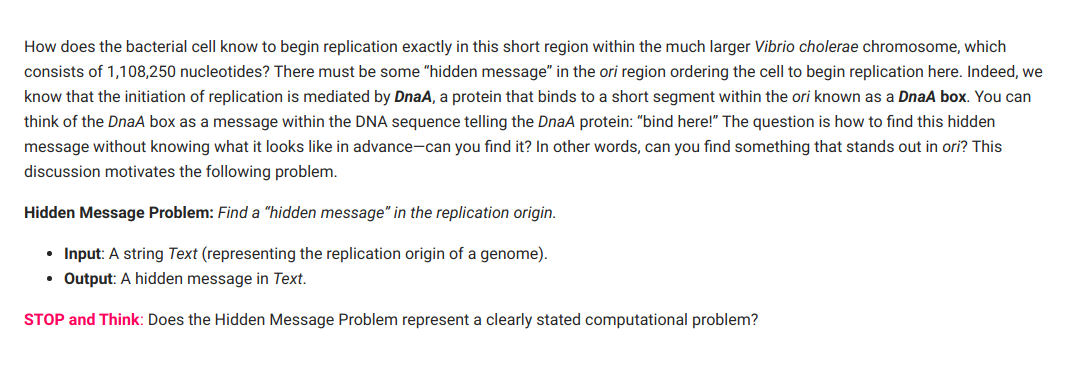 How does the bacterial cell know to begin replication exactly in this short region within the much larger Vibrio cholerae chromosome, which
consists of 1,108,250 nucleotides? There must be some “hidden message” in the ori region ordering the cell to begin replication here. Indeed, we
know that the initiation of replication is mediated by DnaA, a protein that binds to a short segment within the ori known as a DnaA box. You can
think of the DnaA box as a message within the DNA sequence telling the DnaA protein: “bind here!” The question is how to find this hidden
message without knowing what it looks like in advance—can you find it? In other words, can you find something that stands out in ori? This
discussion motivates the following problem.
Hidden Message Problem: Find a “hidden message” in the replication origin.
• Input: A string Text (representing the replication origin of a genome).
• Output: A hidden message in Text.
STOP and Think: Does the Hidden Message Problem represent a clearly stated computational problem?